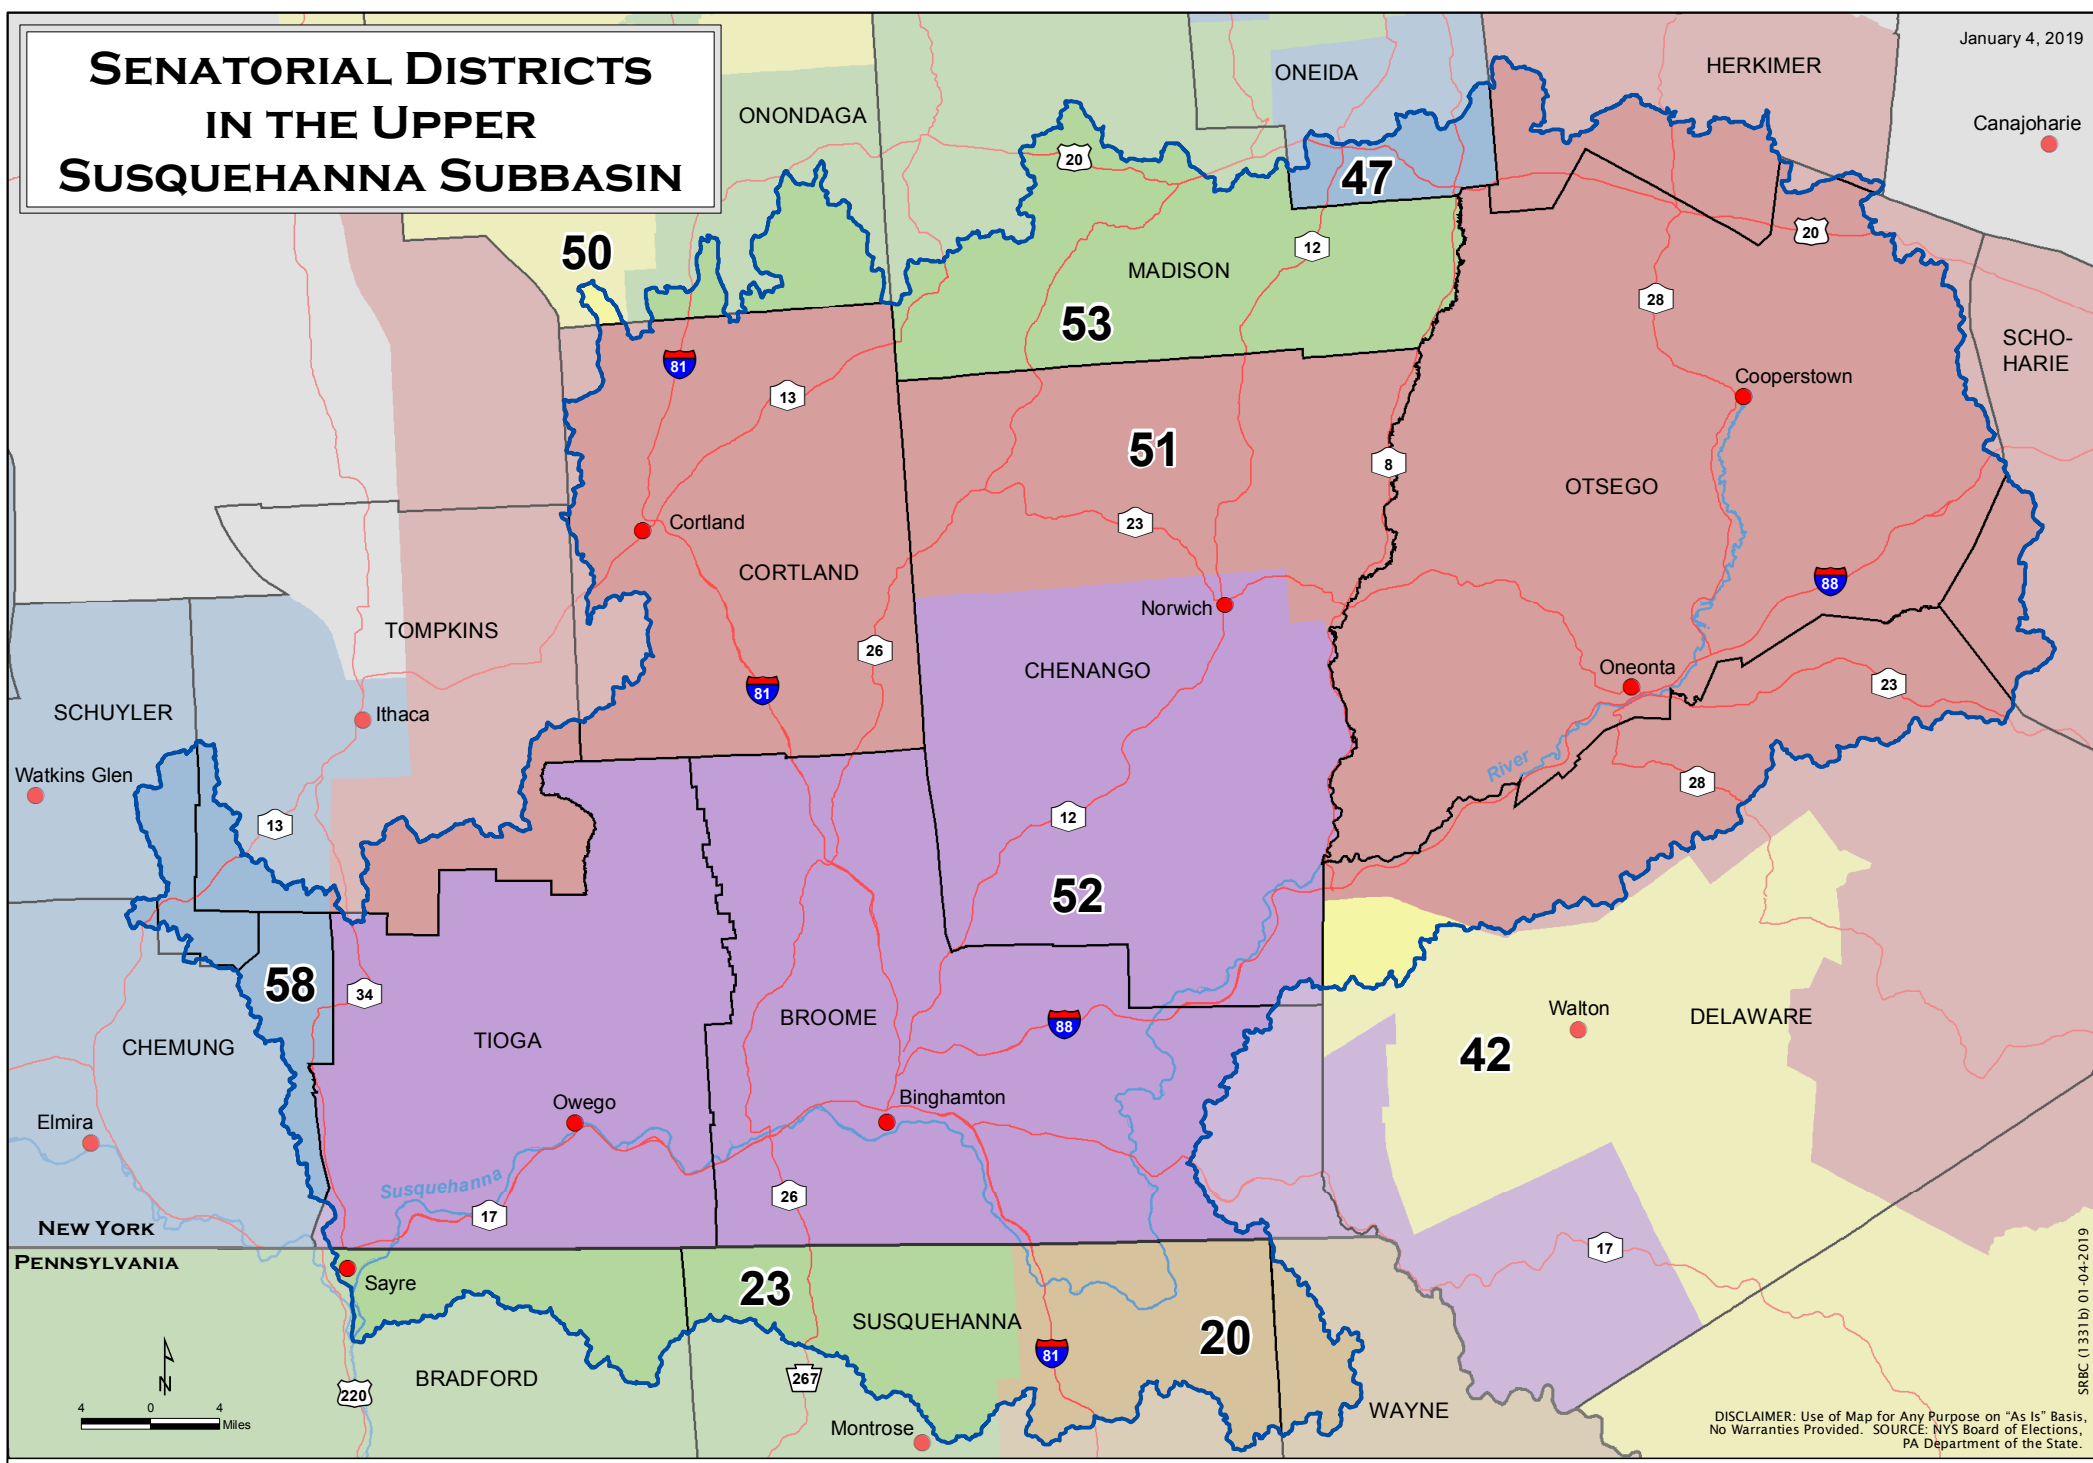 SENATORIAL DISTRICTS
IN THE UPPER
SUSQUEHANNA SUBBASIN
January 4, 2019
HERKIMER
ONEIDA
ONONDAGA
Canajoharie
20
47
50
12
20
MADISON
28
53
SCHO-
HARIE
81
Cooperstown
13
51
8
OTSEGO
Cortland
23
CORTLAND
88
Norwich
TOMPKINS
26
CHENANGO
Oneonta
23
81
SCHUYLER
Ithaca
River
Watkins Glen
28
13
12
52
58
34
Walton
BROOME
88
DELAWARE
TIOGA
CHEMUNG
42
Owego
Binghamton
Elmira
Susquehanna
26
17
NEW YORK
17
PENNSYLVANIA
Sayre
23
SUSQUEHANNA
20
81
BRADFORD
267
220
N
4 0 4
Miles
Montrose
WAYNE
SRBC (1331b) 01-04-2019
DISCLAIMER: Use of Map for Any Purpose on "As Is" Basis,
No Warranties Provided. SOURCE: NYS Board of Elections,
PA Department of the State.